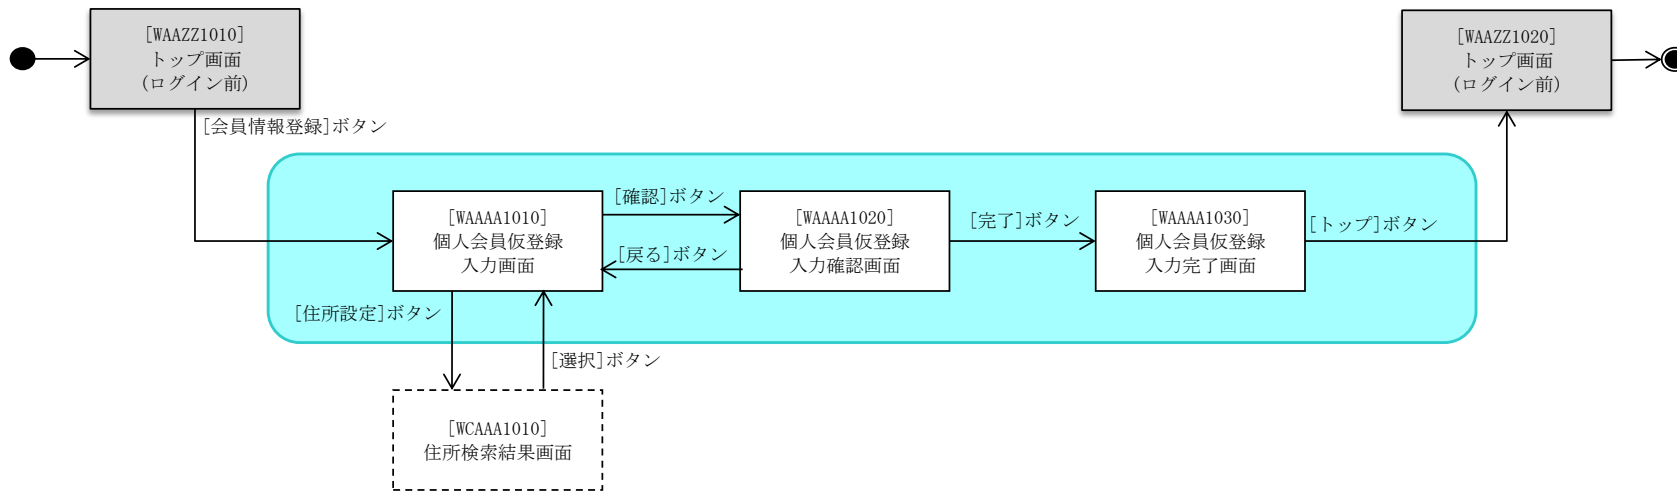 [WAAZZ1010]
トップ画面
(ログイン前)
[WAAZZ1020]
トップ画面
(ログイン前)
[会員情報登録]ボタン
[WAAAA1010]
個人会員仮登録
入力画面
[確認]ボタン
[戻る]ボタン
[WAAAA1020]
個人会員仮登録
入力確認画面
[完了]ボタン
[WAAAA1030]
個人会員仮登録
入力完了画面
[トップ]ボタン
[住所設定]ボタン
[選択]ボタン
[WCAAA1010]
住所検索結果画面